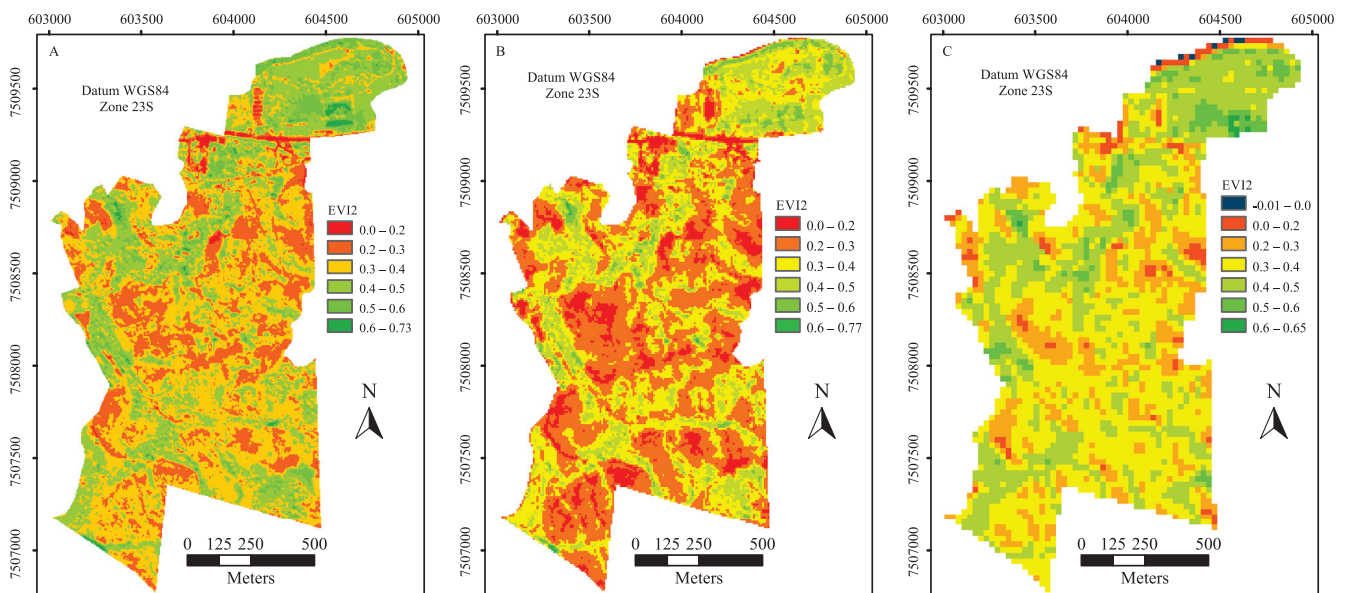 603000 603500 604000 604500 605000
603000 603500 604000 604500 605000
603000 603500 604000 604500 605000
A
Datum WGS84
Zone 23S
7509500
7509000
7508500
7508000
7507500
7507000
EVI2
0.0 – 0.2
0.2 – 0.3
0.3 – 0.4
0.4 – 0.5
0.5 – 0.6
0.6 – 0.73
N
0 125 250 500
Meters
B
Datum WGS84
Zone 23S
7509500
7509000
7508500
7508000
7507500
7507000
EVI2
0.0 – 0.2
0.2 – 0.3
0.3 – 0.4
0.4 – 0.5
0.5 – 0.6
0.6 – 0.77
N
0 125 250 500
Meters
C
Datum WGS84
Zone 23S
7509500
7509000
7508500
7508000
7507500
7507000
EVI2
-0.01 – 0.0
0.0 – 0.2
0.2 – 0.3
0.3 – 0.4
0.4 – 0.5
0.5 – 0.6
0.6 – 0.65
N
0 125 250 500
Meters